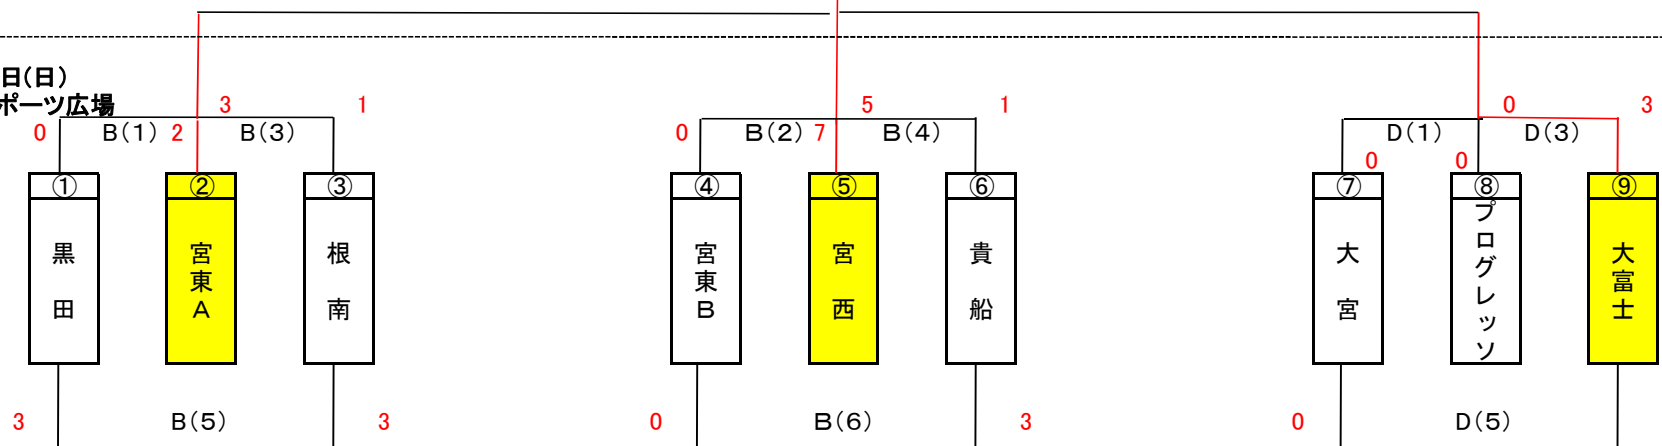 日(日)
ポーツ広場
3 1 5 1 0 3
0 B(1) 2 B(3) 0 B(2) 7 B(4) D(1) D(3)
0 0
① ② ③ ④ ⑤ ⑥ ⑦ ⑧ ⑨
黒田
宮東A
根南
宮東B
宮西
貴船
大宮
プログレッソ
大富士
3 B(5) 3 0 B(6) 3 0 D(5)